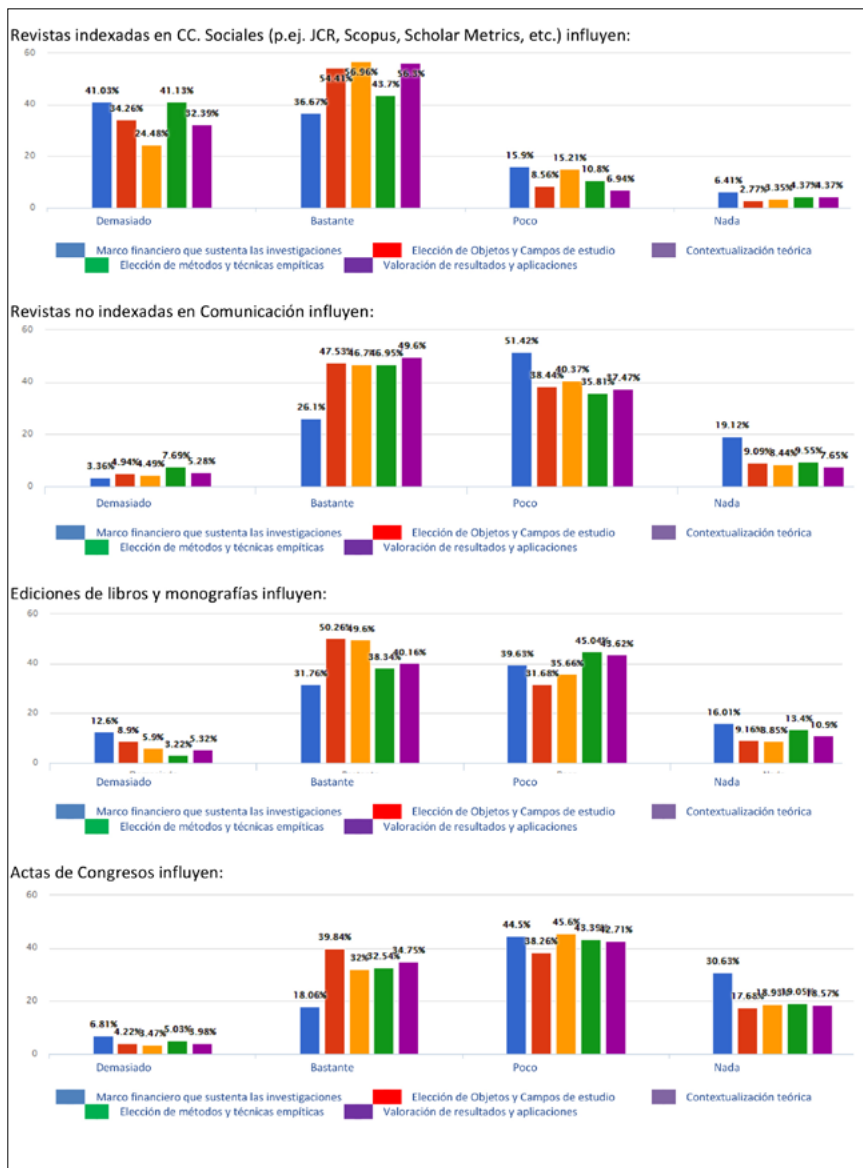 Revistas indexadas en CC. Sociales (p.ej. JCR, Scopus, Scholar Metrics, etc.) influyen:
60
41.03% 34.26% 24.48% 41.13% 32.39% 36.67% 54.41% 56.96% 43.7% 56.3% 15.9% 8.56% 15.21% 10.8% 6.94% 6.41% 2.77% 3.35% 4.37% 4.37%
40
20
0
Demasiado Bastante Poco Nada
Marco financiero que sustenta las investigaciones Elección de Objetos y Campos de estudio Contextualización teórica
Elección de métodos y técnicas empíticas Valoración de resultados y aplicaciones
Revistas no indexadas en Comunicación influyen:
60
3.36% 4.94% 4.49% 7.69% 5.28% 26.1% 47.53% 46.7% 46.95% 49.6% 51.42% 38.44% 40.37% 35.81% 37.47% 19.12% 9.09% 8.44% 9.55% 7.65%
40
20
0
Demasiado Bastante Poco Nada
Marco financiero que sustenta las investigaciones Elección de Objetos y Campos de estudio Contextualización teórica
Elección de métodos y técnicas empíticas Valoración de resultados y aplicaciones
Ediciones de libros y monografías influyen:
60
12.6% 8.9% 5.9% 3.22% 5.32% 31.76% 50.26% 49.6% 38.34% 40.16% 39.63% 31.68% 35.66% 45.04% 43.62% 16.01% 9.16% 8.85% 13.4% 10.9%
40
20
0
Demasiado Bastante Poco Nada
Marco financiero que sustenta las investigaciones Elección de Objetos y Campos de estudio Contextualización teórica
Elección de métodos y técnicas empíticas Valoración de resultados y aplicaciones
Actas de Congresos influyen:
60
6.81% 4.22% 3.47% 5.03% 3.98% 18.06% 39.84% 32% 32.54% 34.75% 44.5% 38.26% 45.6% 43.39% 42.71% 30.63% 17.68% 18.93% 19.05% 18.57%
40
20
0
Demasiado Bastante Poco Nada
Marco financiero que sustenta las investigaciones Elección de Objetos y Campos de estudio Contextualización teórica
Elección de métodos y técnicas empíticas Valoración de resultados y aplicaciones